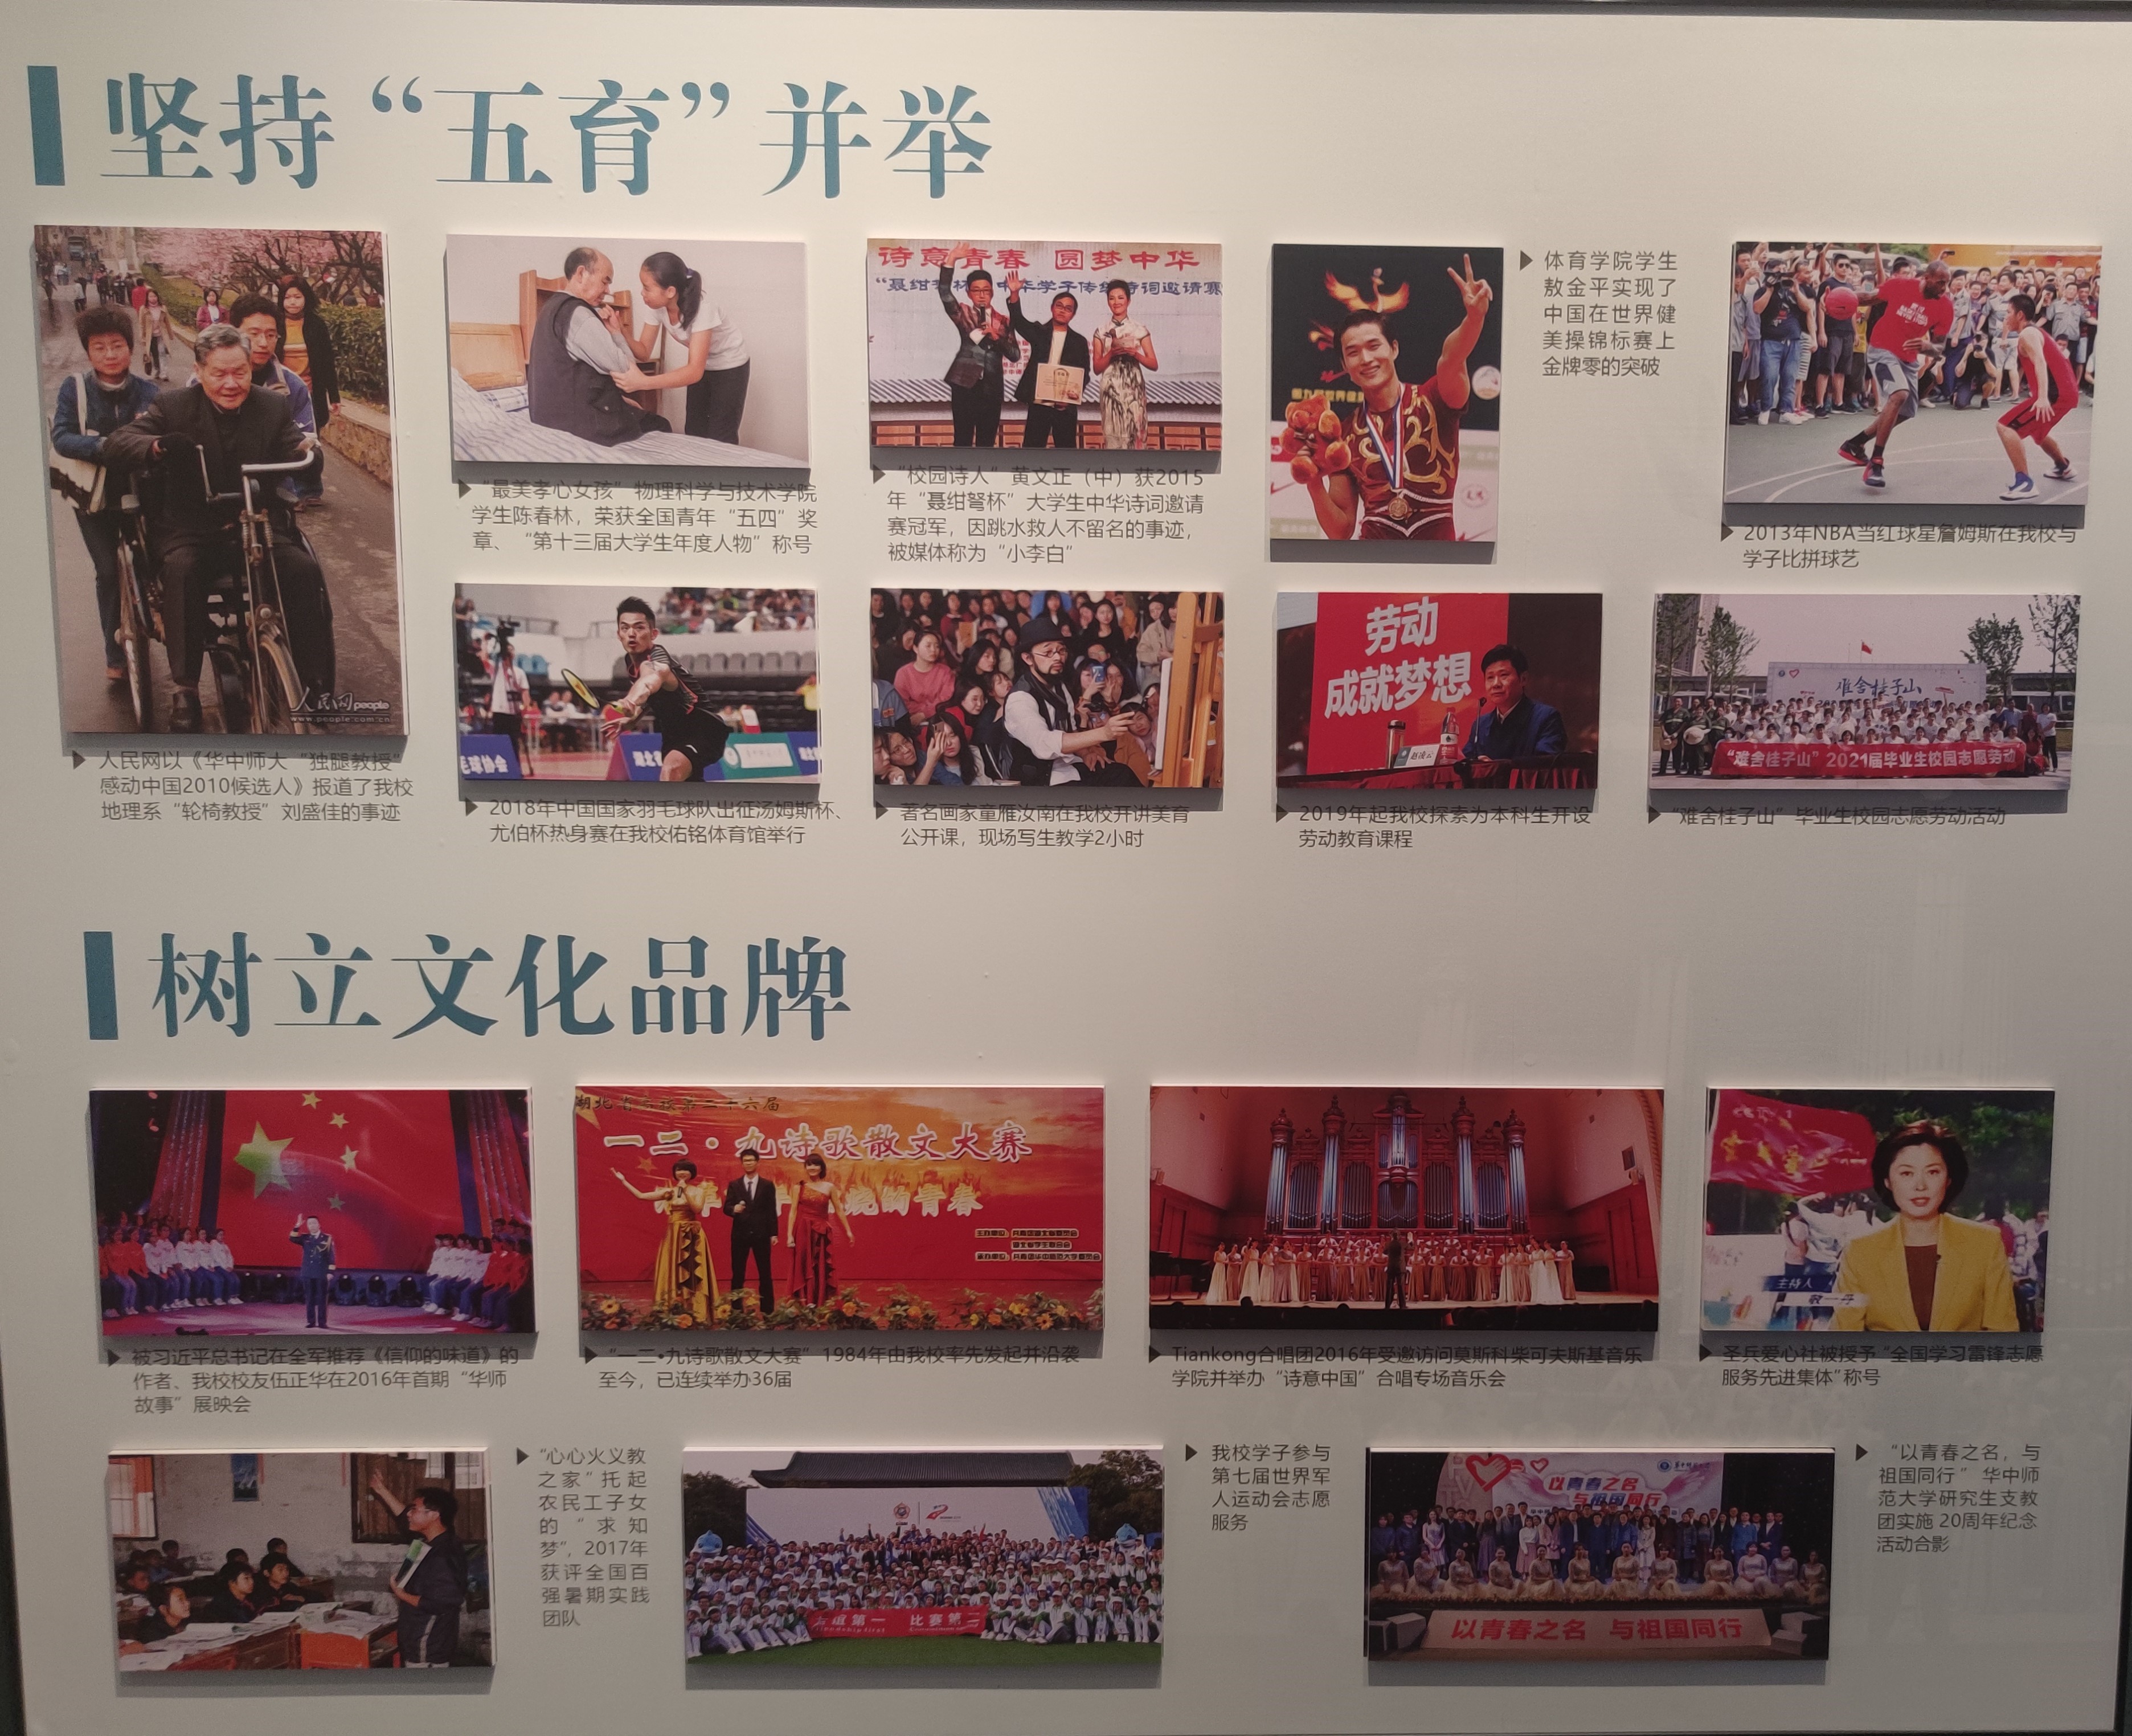 坚持“五育”并举
人民网people
www.people.com.cn
人民网以《华中师大“独腿教授”
感动中国2010候选人》报道了我校
地理系“轮椅教授”刘盛佳的事迹
“最美孝心女孩”物理科学与技术学院
学生陈春林，荣获全国青年“五四”奖
章、“第十三届大学生年度人物”称号
诗意青春 圆梦中华
“校园诗人”黄文正（中）获2015
年“聂绀弩杯”大学生中华诗词邀请
赛冠军，因跳水救人不留名的事迹，
被媒体称为“小李白”
体育学院学生
敖金平实现了
中国在世界健
美操锦标赛上
金牌零的突破
2013年NBA当红球星詹姆斯在我校与
学子比拼球艺
毛球协会
2018年中国国家羽毛球队出征汤姆斯杯、
尤伯杯热身赛在我校佑铭体育馆举行
著名画家童雁汝南在我校开讲美育
公开课，现场写生教学2小时
劳动
成就梦想
赵凌云
2019年起我校探索为本科生开设
劳动教育课程
难舍桂子山
“难舍桂子山”2021届毕业生校园志愿劳动
“难舍桂子山”毕业生校园志愿劳动活动
树立文化品牌
被习近平总书记在全军推荐《信仰的味道》的
作者、我校校友伍正华在2016年首期“华师
故事”展映会
一二·九诗歌散文大赛
的青春
“一二•九诗歌散文大赛”1984年由我校率先发起并沿袭
至今，已连续举办36届
Tiankong合唱团2016年受邀访问莫斯科柴可夫斯基音乐
学院并举办“诗意中国”合唱专场音乐会
主持人
敬一丹
圣兵爱心社被授予“全国学习雷锋志愿
服务先进集体”称号
“心心火义教
之家”托起
农民工子女
的“求知
梦”，2017年
获评全国百
强暑期实践
团队
友谊第一 比赛第二
我校学子参与
第七届世界军
人运动会志愿
服务
以青春之名
与祖国同行
以青春之名 与祖国同行
“以青春之名，与
祖国同行”华中师
范大学研究生支教
团实施 20周年纪念
活动合影